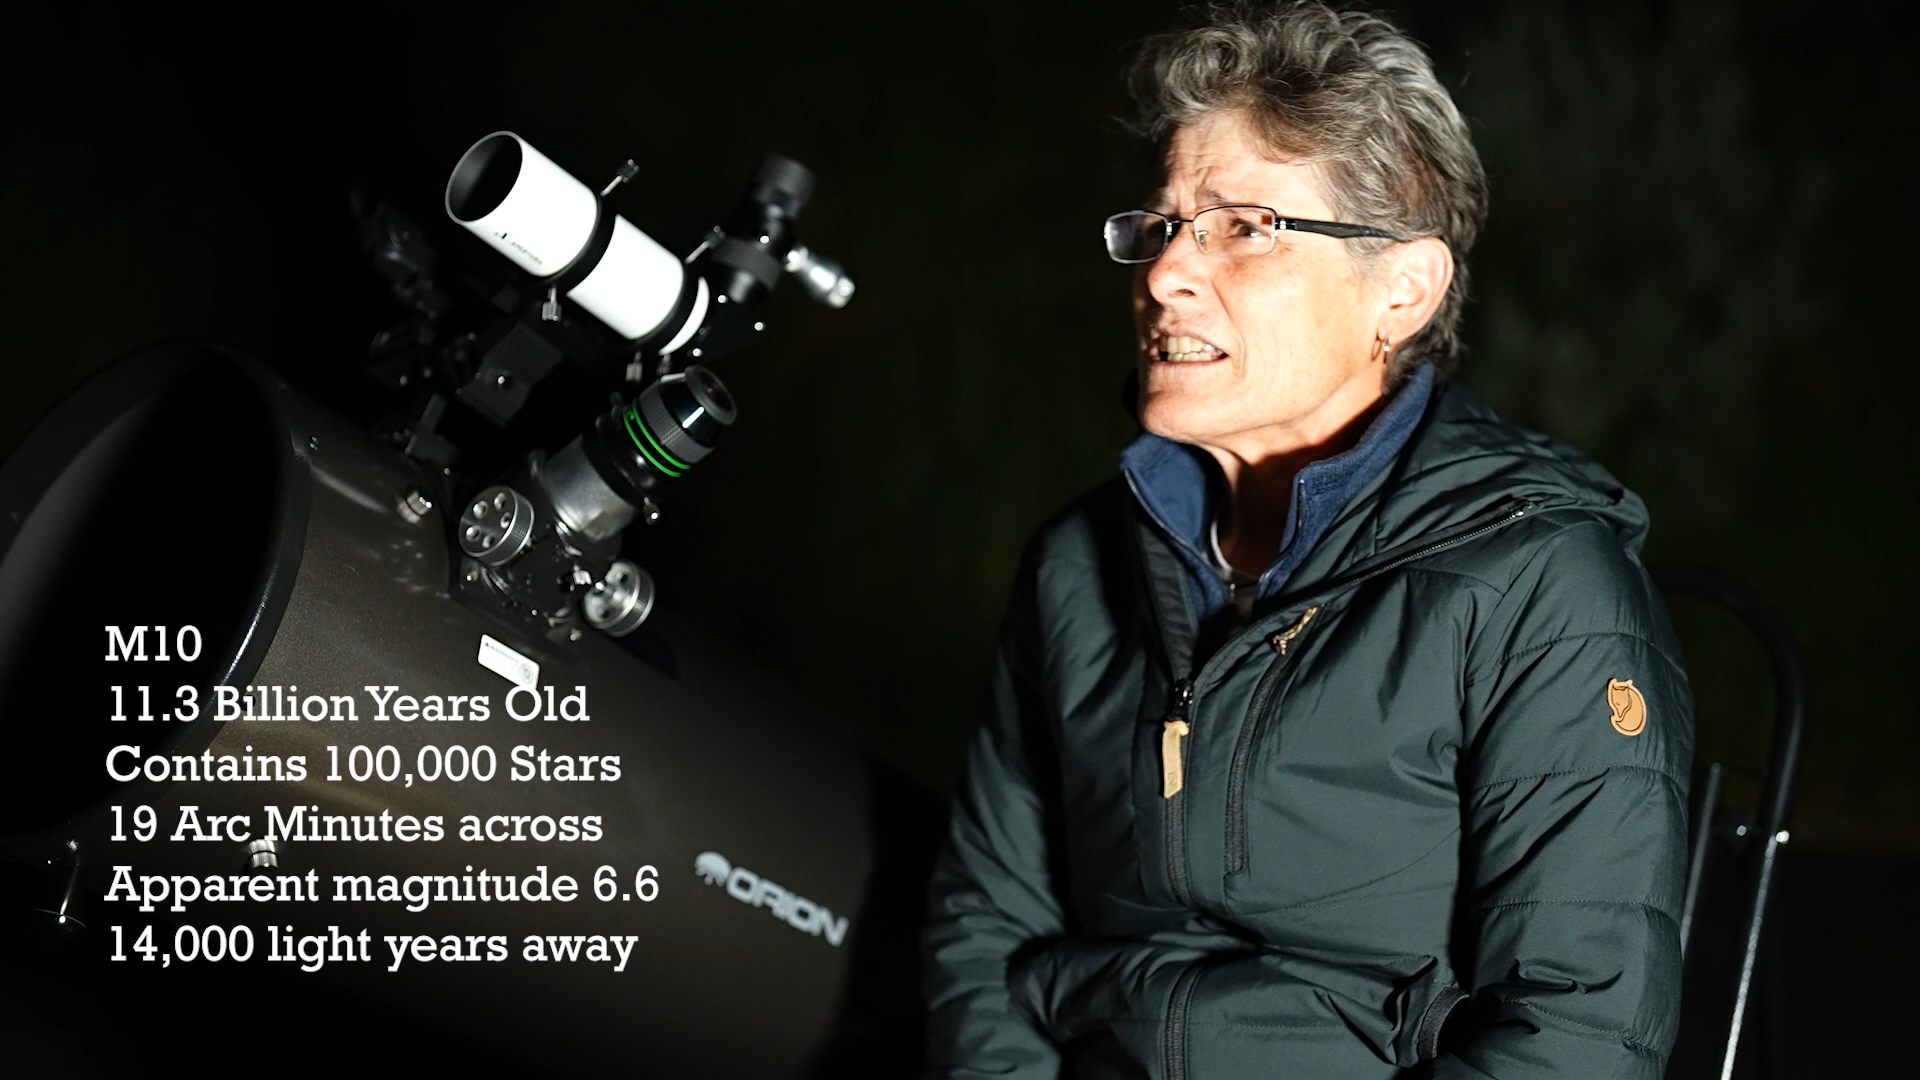 M10
11.3 Billion Years Old
Contains 100,000 Stars
19 Arc Minutes across
Apparent magnitude 6.6
14,000 light years away
ORION